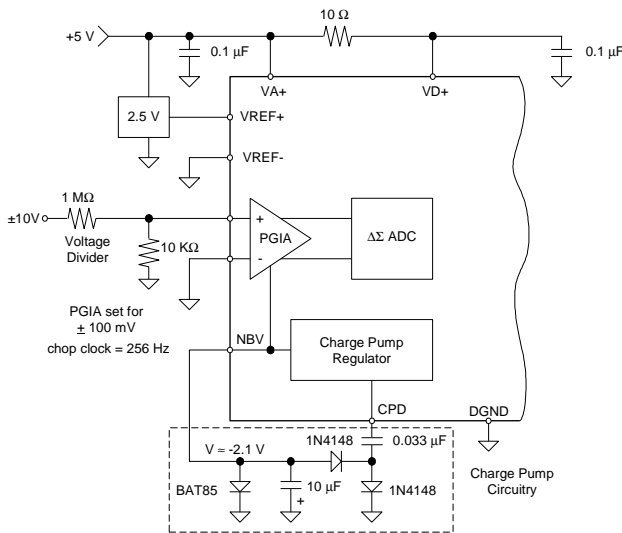 10 Ω
+5 V
0.1 µF
0.1 µF
VA+
VD+
2.5 V
VREF+
VREF-
1 MΩ
±10V
Voltage
Divider
10 KΩ
+
PGIA
-
ΔΣ ADC
PGIA set for
± 100 mV
chop clock = 256 Hz
NBV
Charge Pump
Regulator
CPD
DGND
V ≈ -2.1 V
1N4148
0.033 µF
BAT85
10 µF
+
1N4148
Charge Pump
Circuitry